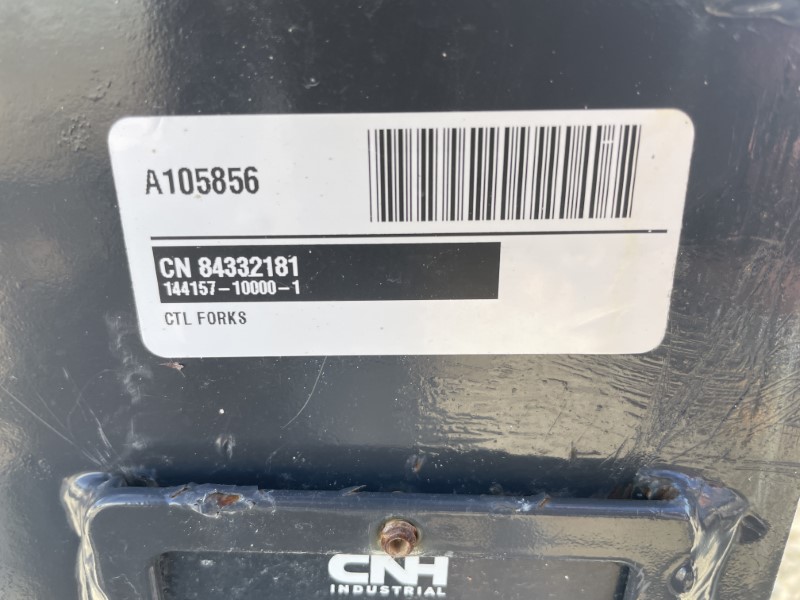 A105856
CN 84332181
144157-10000-1
CTL FORKS
CNH
INDUSTRIAL